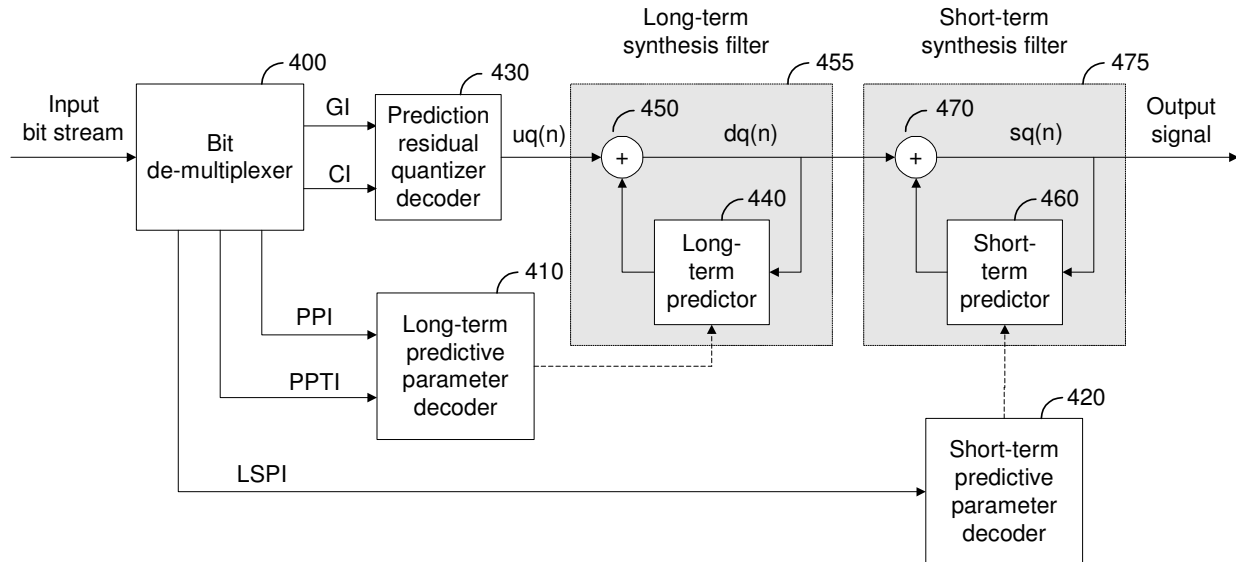 Long-term
synthesis filter
Short-term
synthesis filter
400
430
455
475
Input
bit stream
Bit
de-multiplexer
GI
CI
Prediction
residual
quantizer
decoder
uq(n)
450
+
dq(n)
470
+
sq(n)
Output
signal
440
Long-
term
predictor
460
Short-
term
predictor
410
PPI
PPTI
Long-term
predictive
parameter
decoder
420
LSPI
Short-term
predictive
parameter
decoder